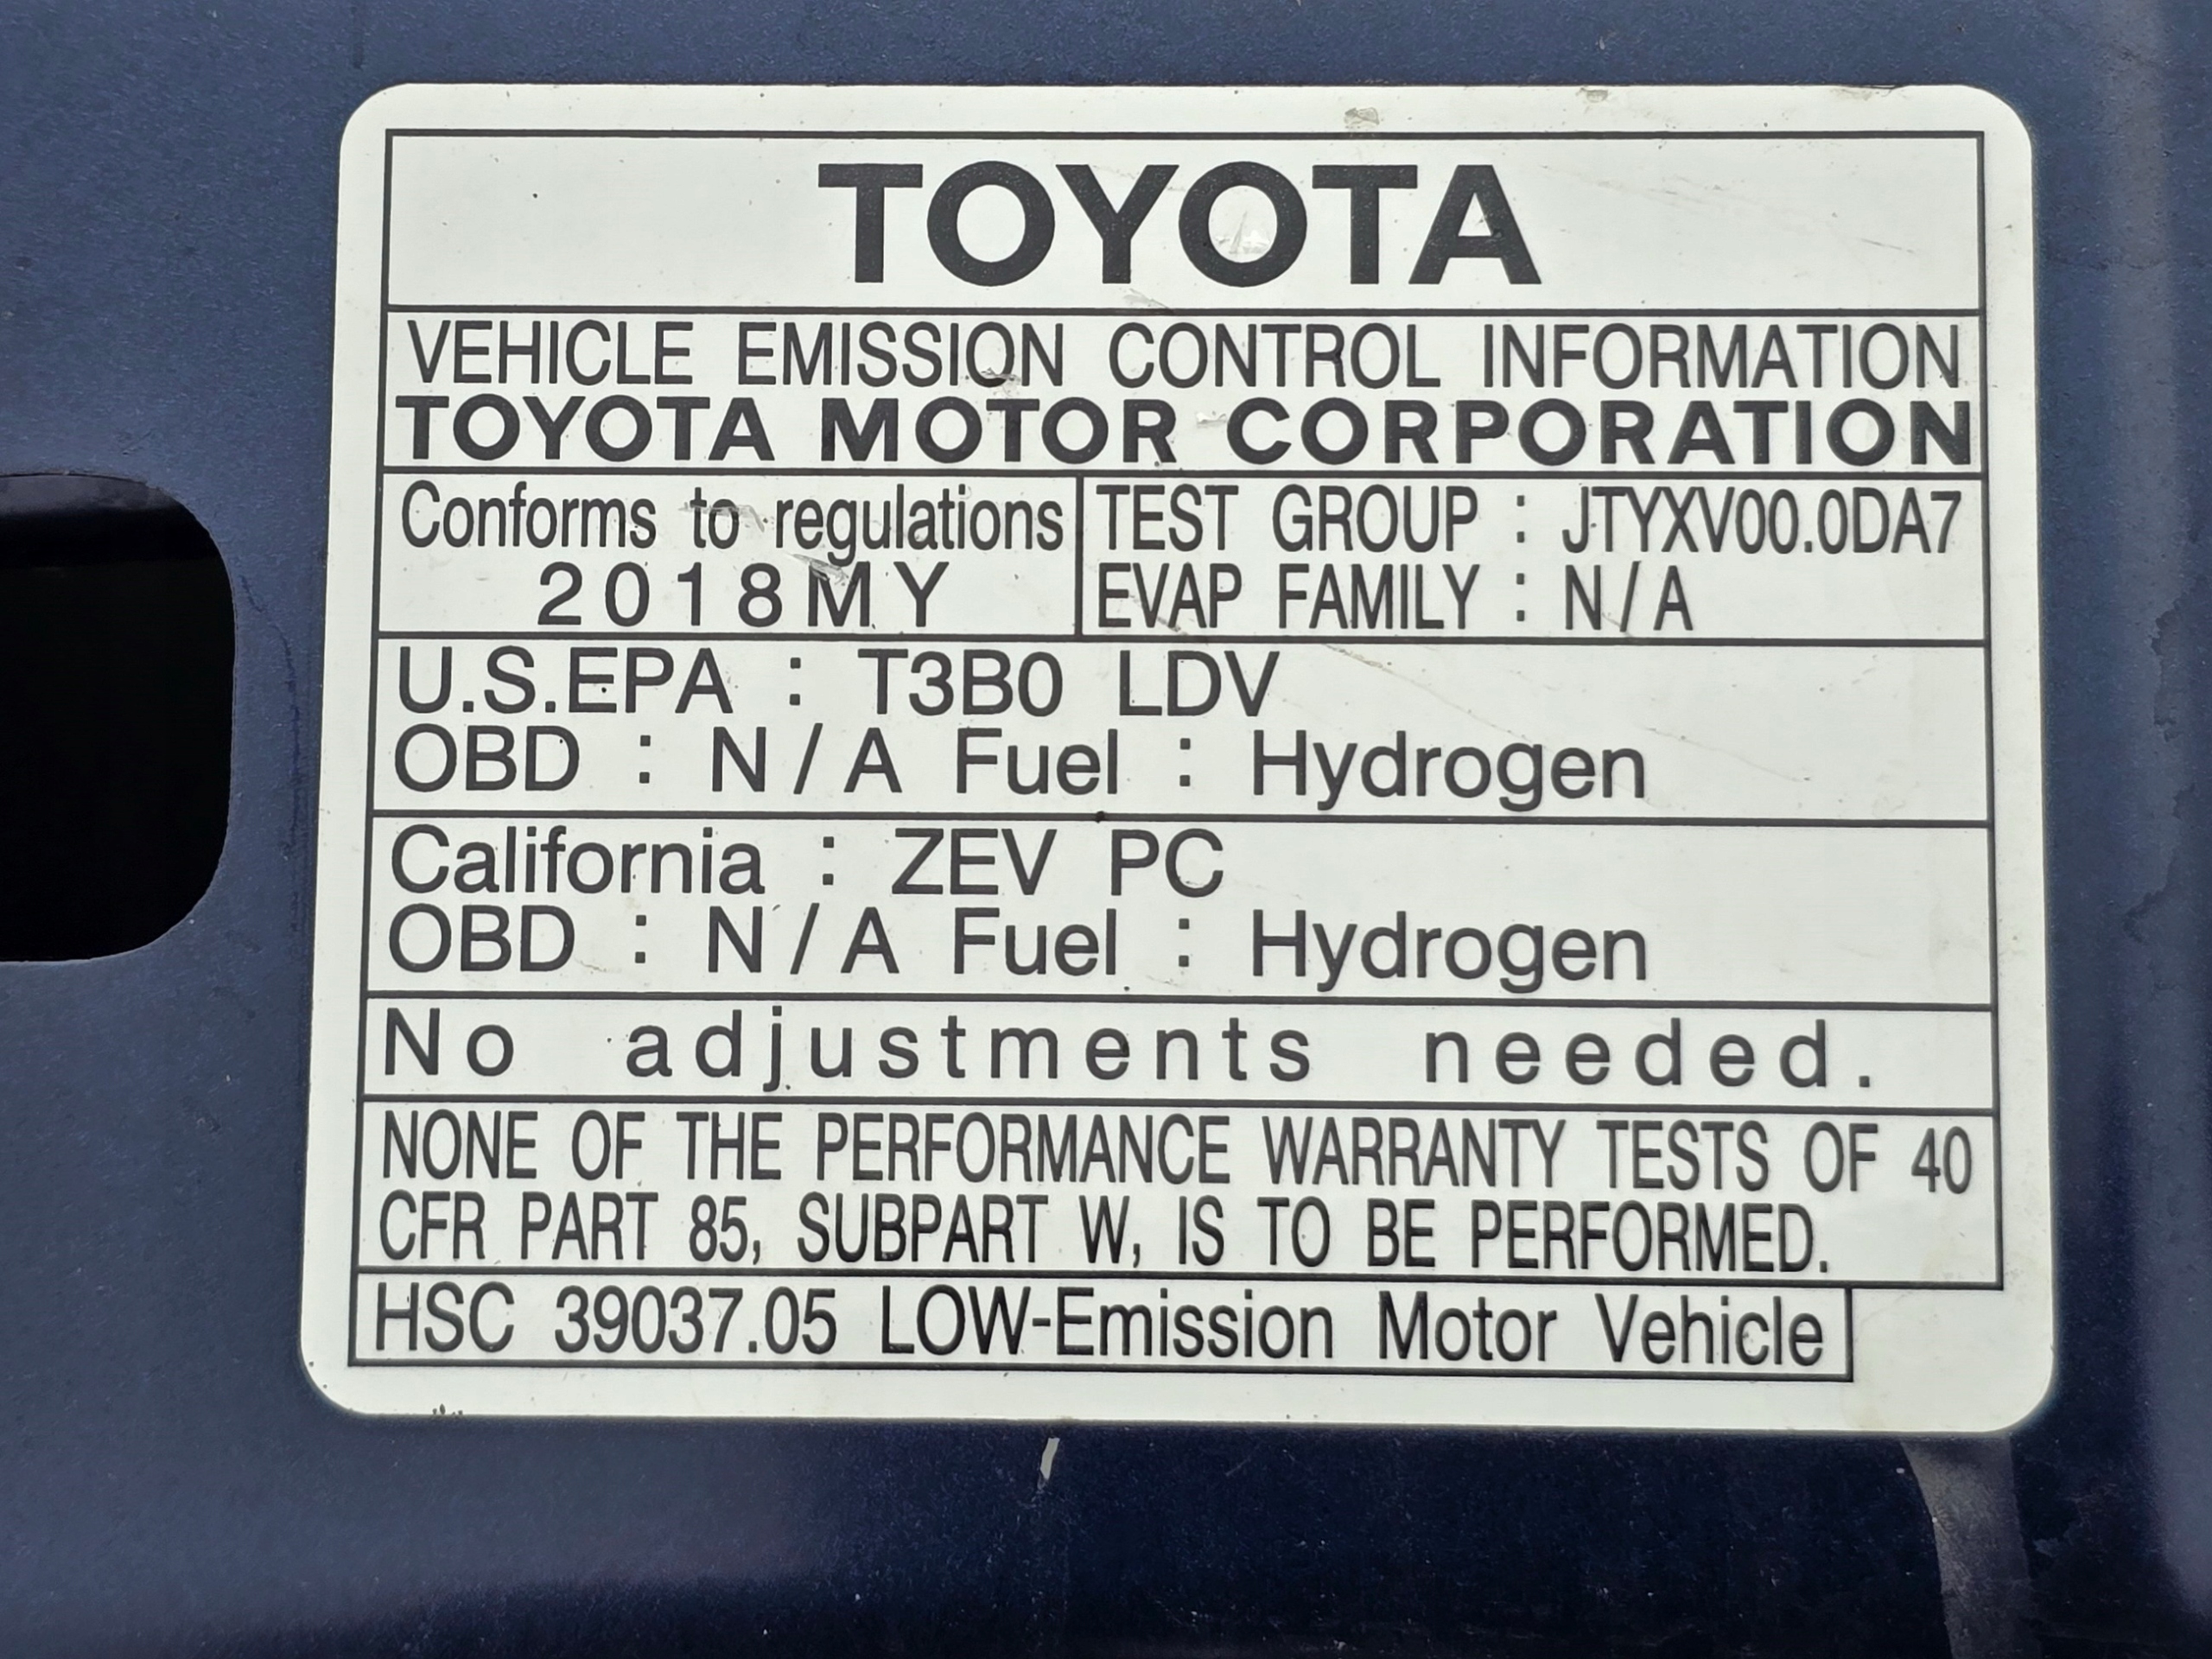 TOYOTA
VEHICLE EMISSION CONTROL INFORMATION
TOYOTA MOTOR CORPORATION
Conforms to regulations
2018MY
TEST GROUP : JTYXV00.0DA7
EVAP FAMILY : N/A
U.S.EPA : T3B0 LDV
OBD : N/A Fuel : Hydrogen
California : ZEV PC
OBD : N/A Fuel : Hydrogen
No adjustments needed.
NONE OF THE PERFORMANCE WARRANTY TESTS OF 40
CFR PART 85, SUBPART W, IS TO BE PERFORMED.
HSC 39037.05 LOW-Emission Motor Vehicle